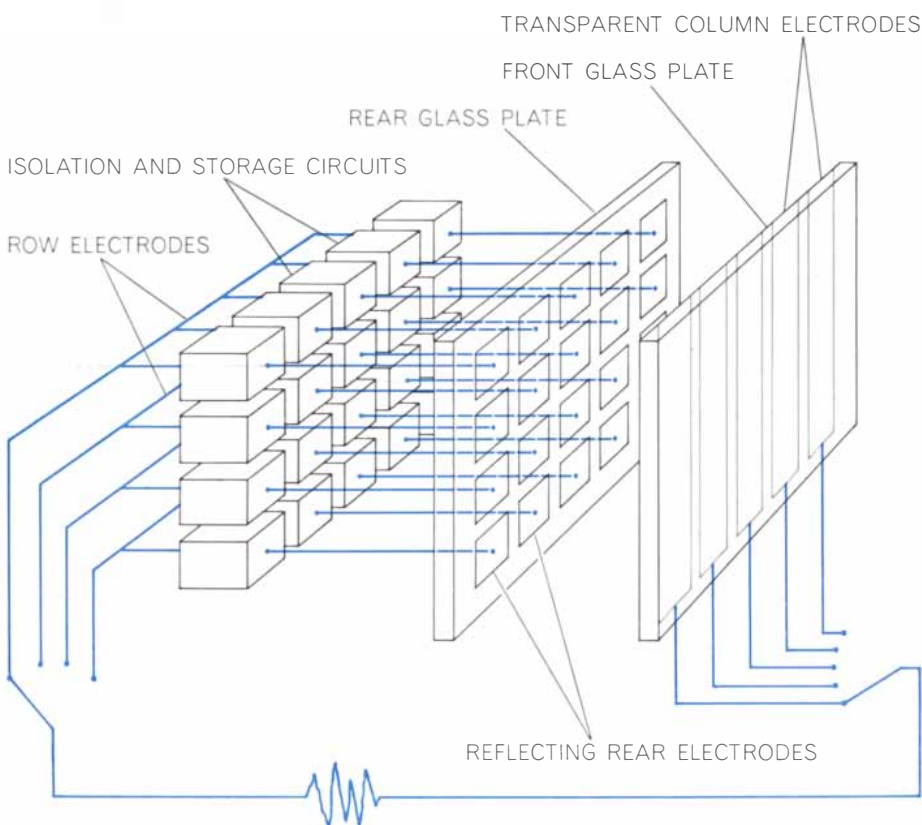 TRANSPARENT COLUMN ELECTRODES
FRONT GLASS PLATE
REAR GLASS PLATE
ISOLATION AND STORAGE CIRCUITS
ROW ELECTRODES
REFLECTING REAR ELECTRODES